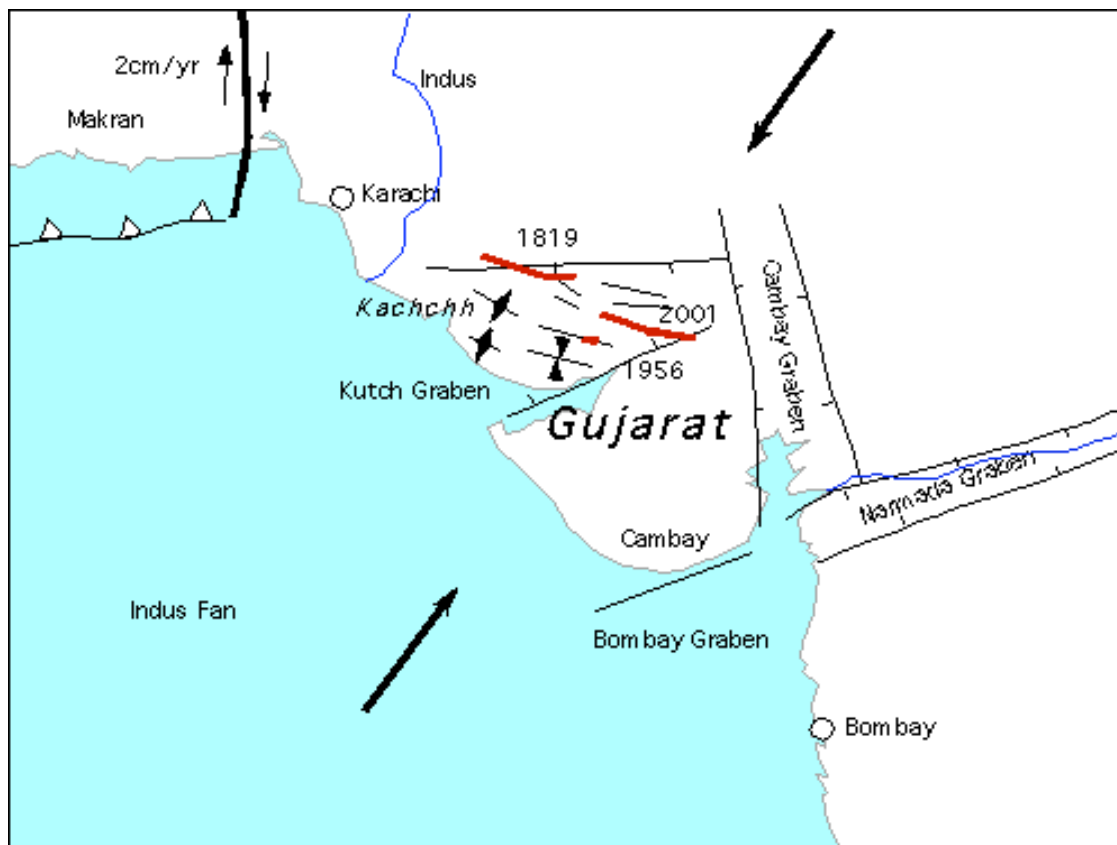 2cm/yr
Indus
Makran
Karachi
1819
Kachchh
2001
Cambay Graben
1956
Kutch Graben
Gujarat
Narmada Graben
Cambay
Indus Fan
Bombay Graben
Bombay